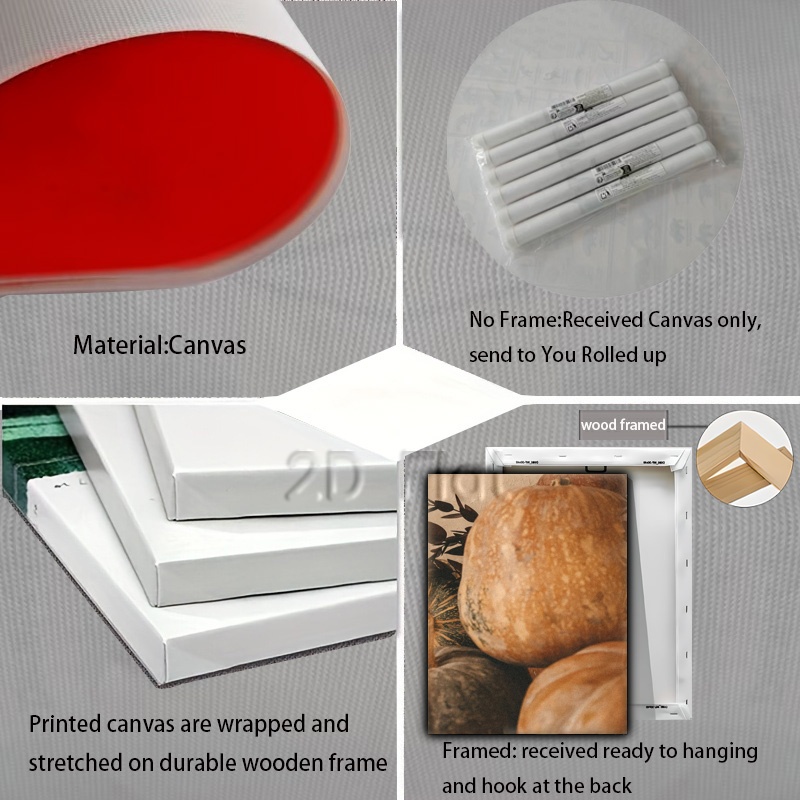 Material:Canvas
No Frame:Received Canvas only,
send to You Rolled up
wood framed
2D
Printed canvas are wrapped and
stretched on durable wooden frame
Framed: received ready to hanging
and hook at the back